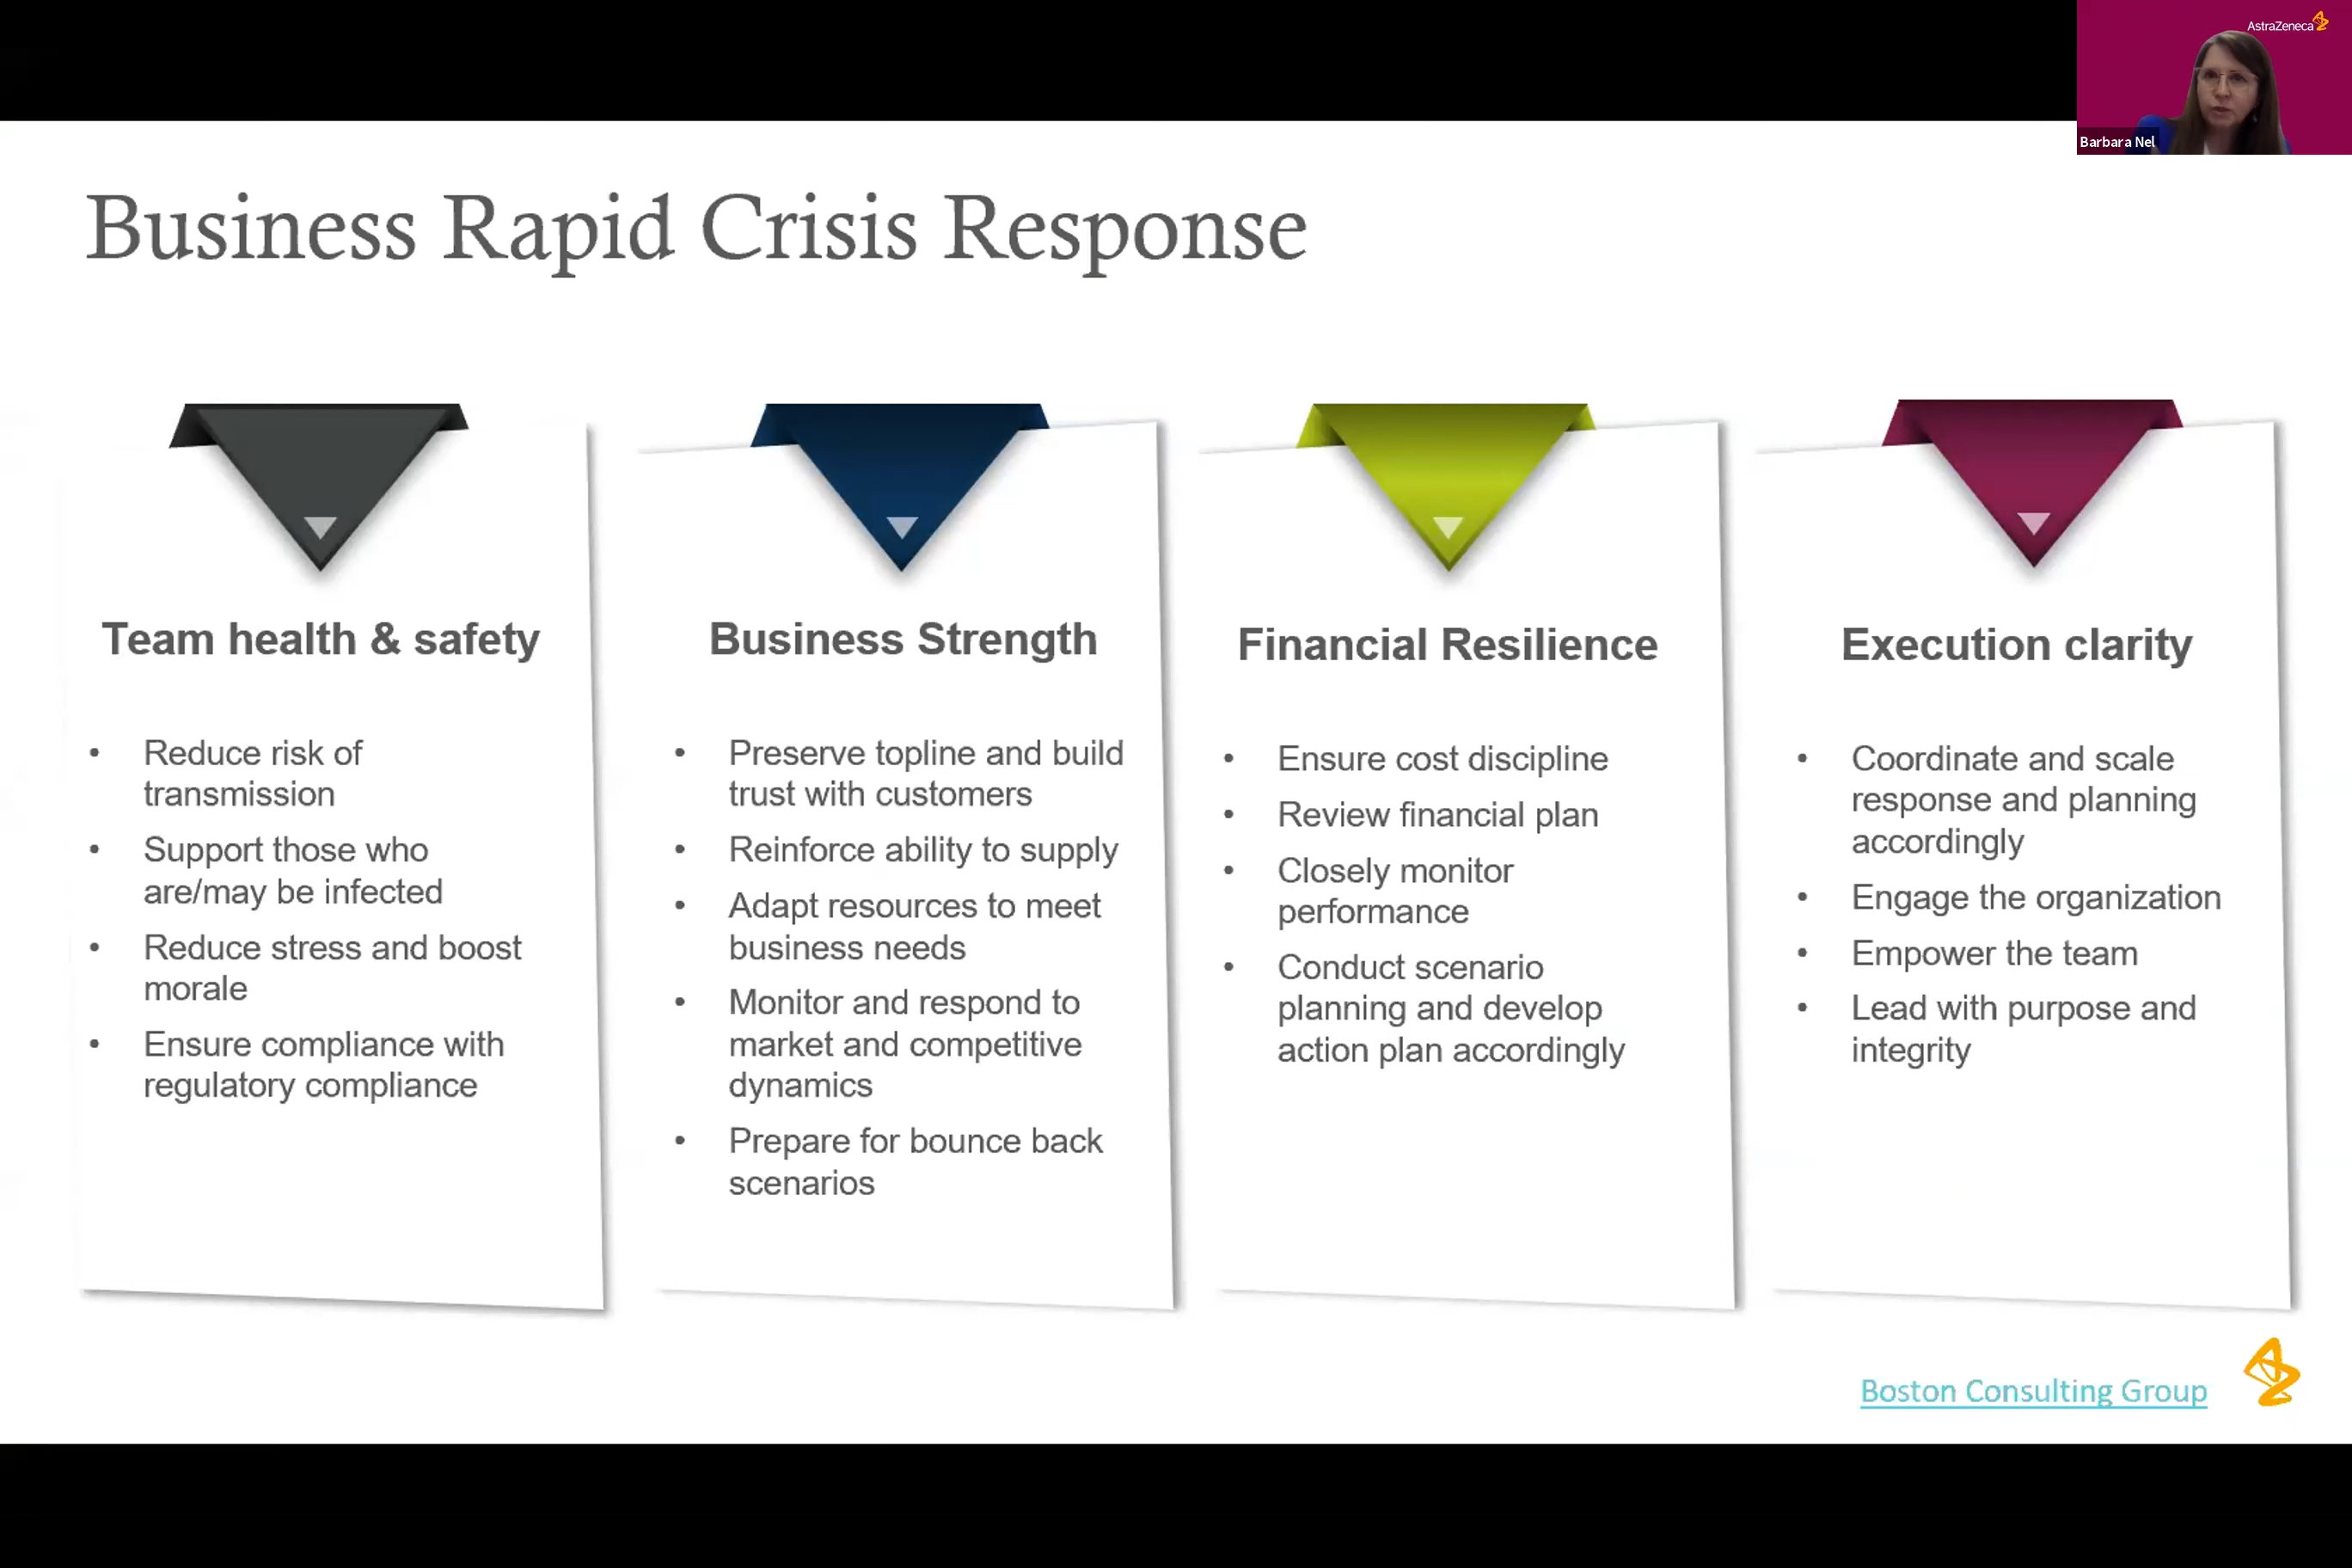 AstraZeneca
Barbara Nel
Business Rapid Crisis Response
Team health & safety
• Reduce risk of
transmission
• Support those who
are/may be infected
• Reduce stress and boost
morale
• Ensure compliance with
regulatory compliance
Business Strength
• Preserve topline and build
trust with customers
• Reinforce ability to supply
• Adapt resources to meet
business needs
• Monitor and respond to
market and competitive
dynamics
• Prepare for bounce back
scenarios
Financial Resilience
• Ensure cost discipline
• Review financial plan
• Closely monitor
performance
• Conduct scenario
planning and develop
action plan accordingly
Execution clarity
• Coordinate and scale
response and planning
accordingly
• Engage the organization
• Empower the team
• Lead with purpose and
integrity
Boston Consulting Group